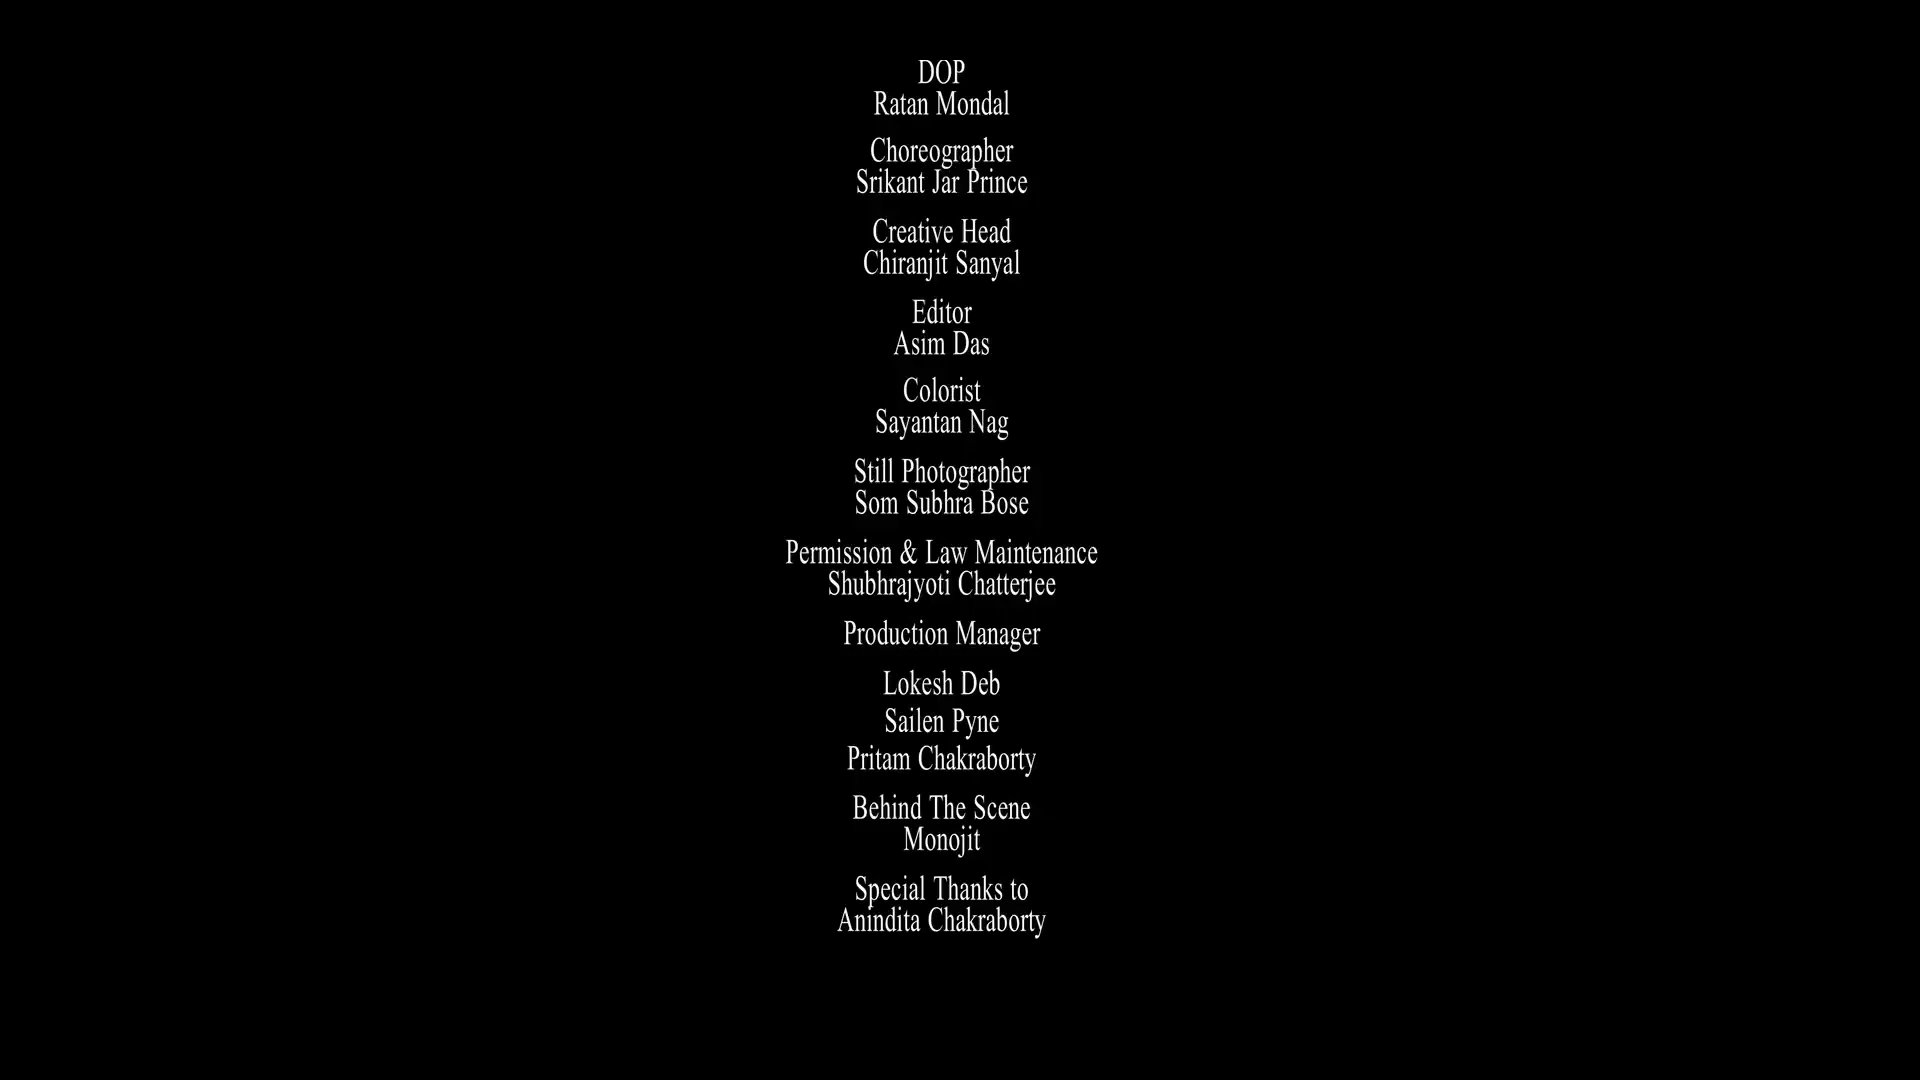 DOP
Ratan Mondal
Choreographer
Srikant Jar Prince
Creative Head
Chiranjit Sanyal
Editor
Asim Das
Colorist
Sayantan Nag
Still Photographer
Som Subhra Bose
Permission & Law Maintenance
Shubhrajyoti Chatterjee
Production Manager
Lokesh Deb
Sailen Pyne
Pritam Chakraborty
Behind The Scene
Monojit
Special Thanks to
Anindita Chakraborty